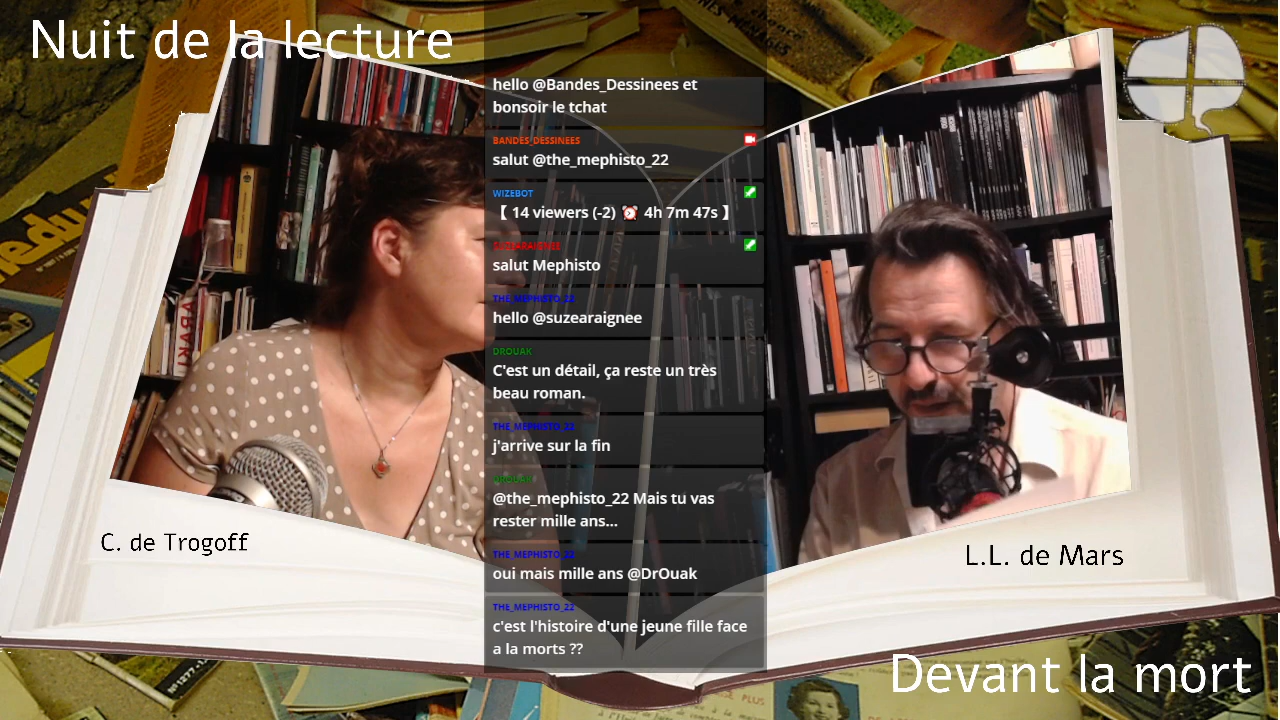 Nuit de la lecture
hello @Bandes_Dessinees et
bonsoir le tchat
BANDES_DESSINEES
salut @the_mephisto_22
WIZEBOT
【 14 viewers (-2) ⏰ 4h 7m 47s 】
SUZEARAIGNEE
salut Mephisto
THE_MEPHISTO_22
hello @suzearaignee
DROUAK
C'est un détail, ça reste un très
beau roman.
THE_MEPHISTO_22
j'arrive sur la fin
DROUAK
@the_mephisto_22 Mais tu vas
rester mille ans...
THE_MEPHISTO_22
oui mais mille ans @DrOuak
THE_MEPHISTO_22
c'est l'histoire d'une jeune fille face
a la morts ??
ARAKI
C. de Trogoff
L.L. de Mars
Devant la mort